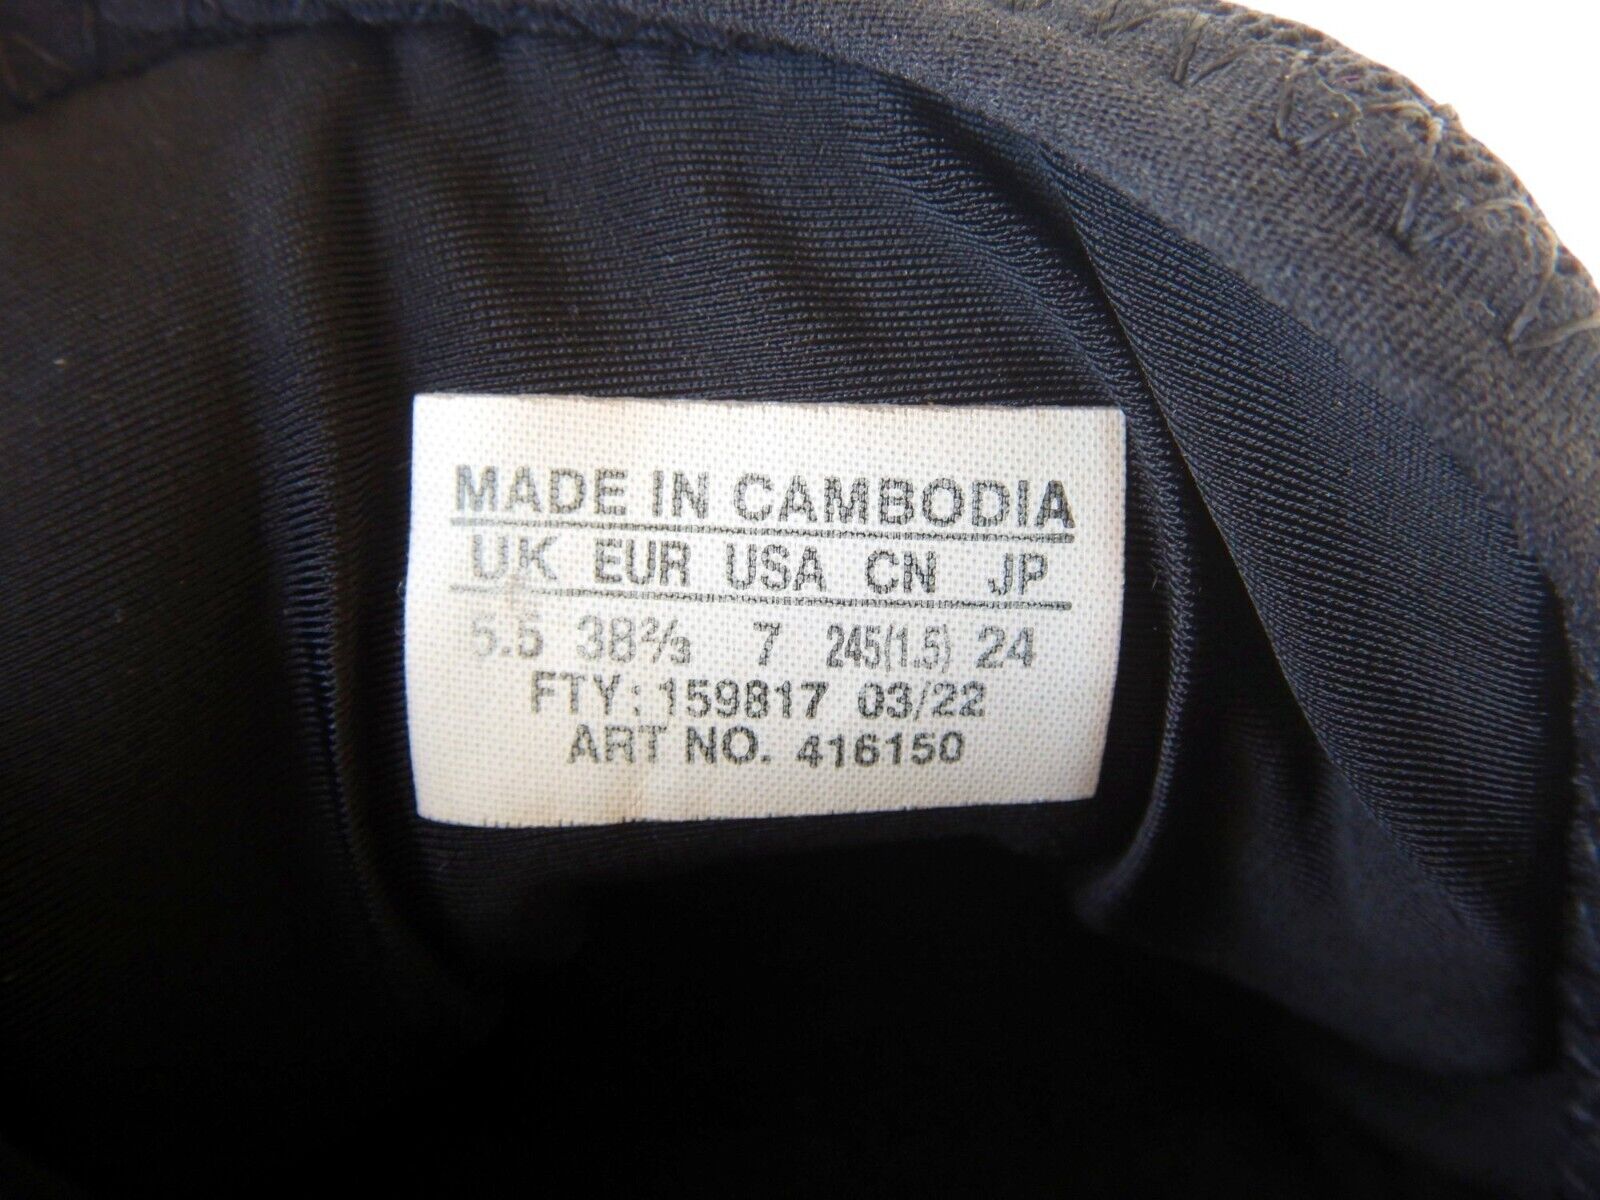 MADE IN CAMBODIA
UK EUR USA CN JP
5.5 38⅔ 7 245(1.5) 24
FTY: 159817 03/22
ART NO. 416150